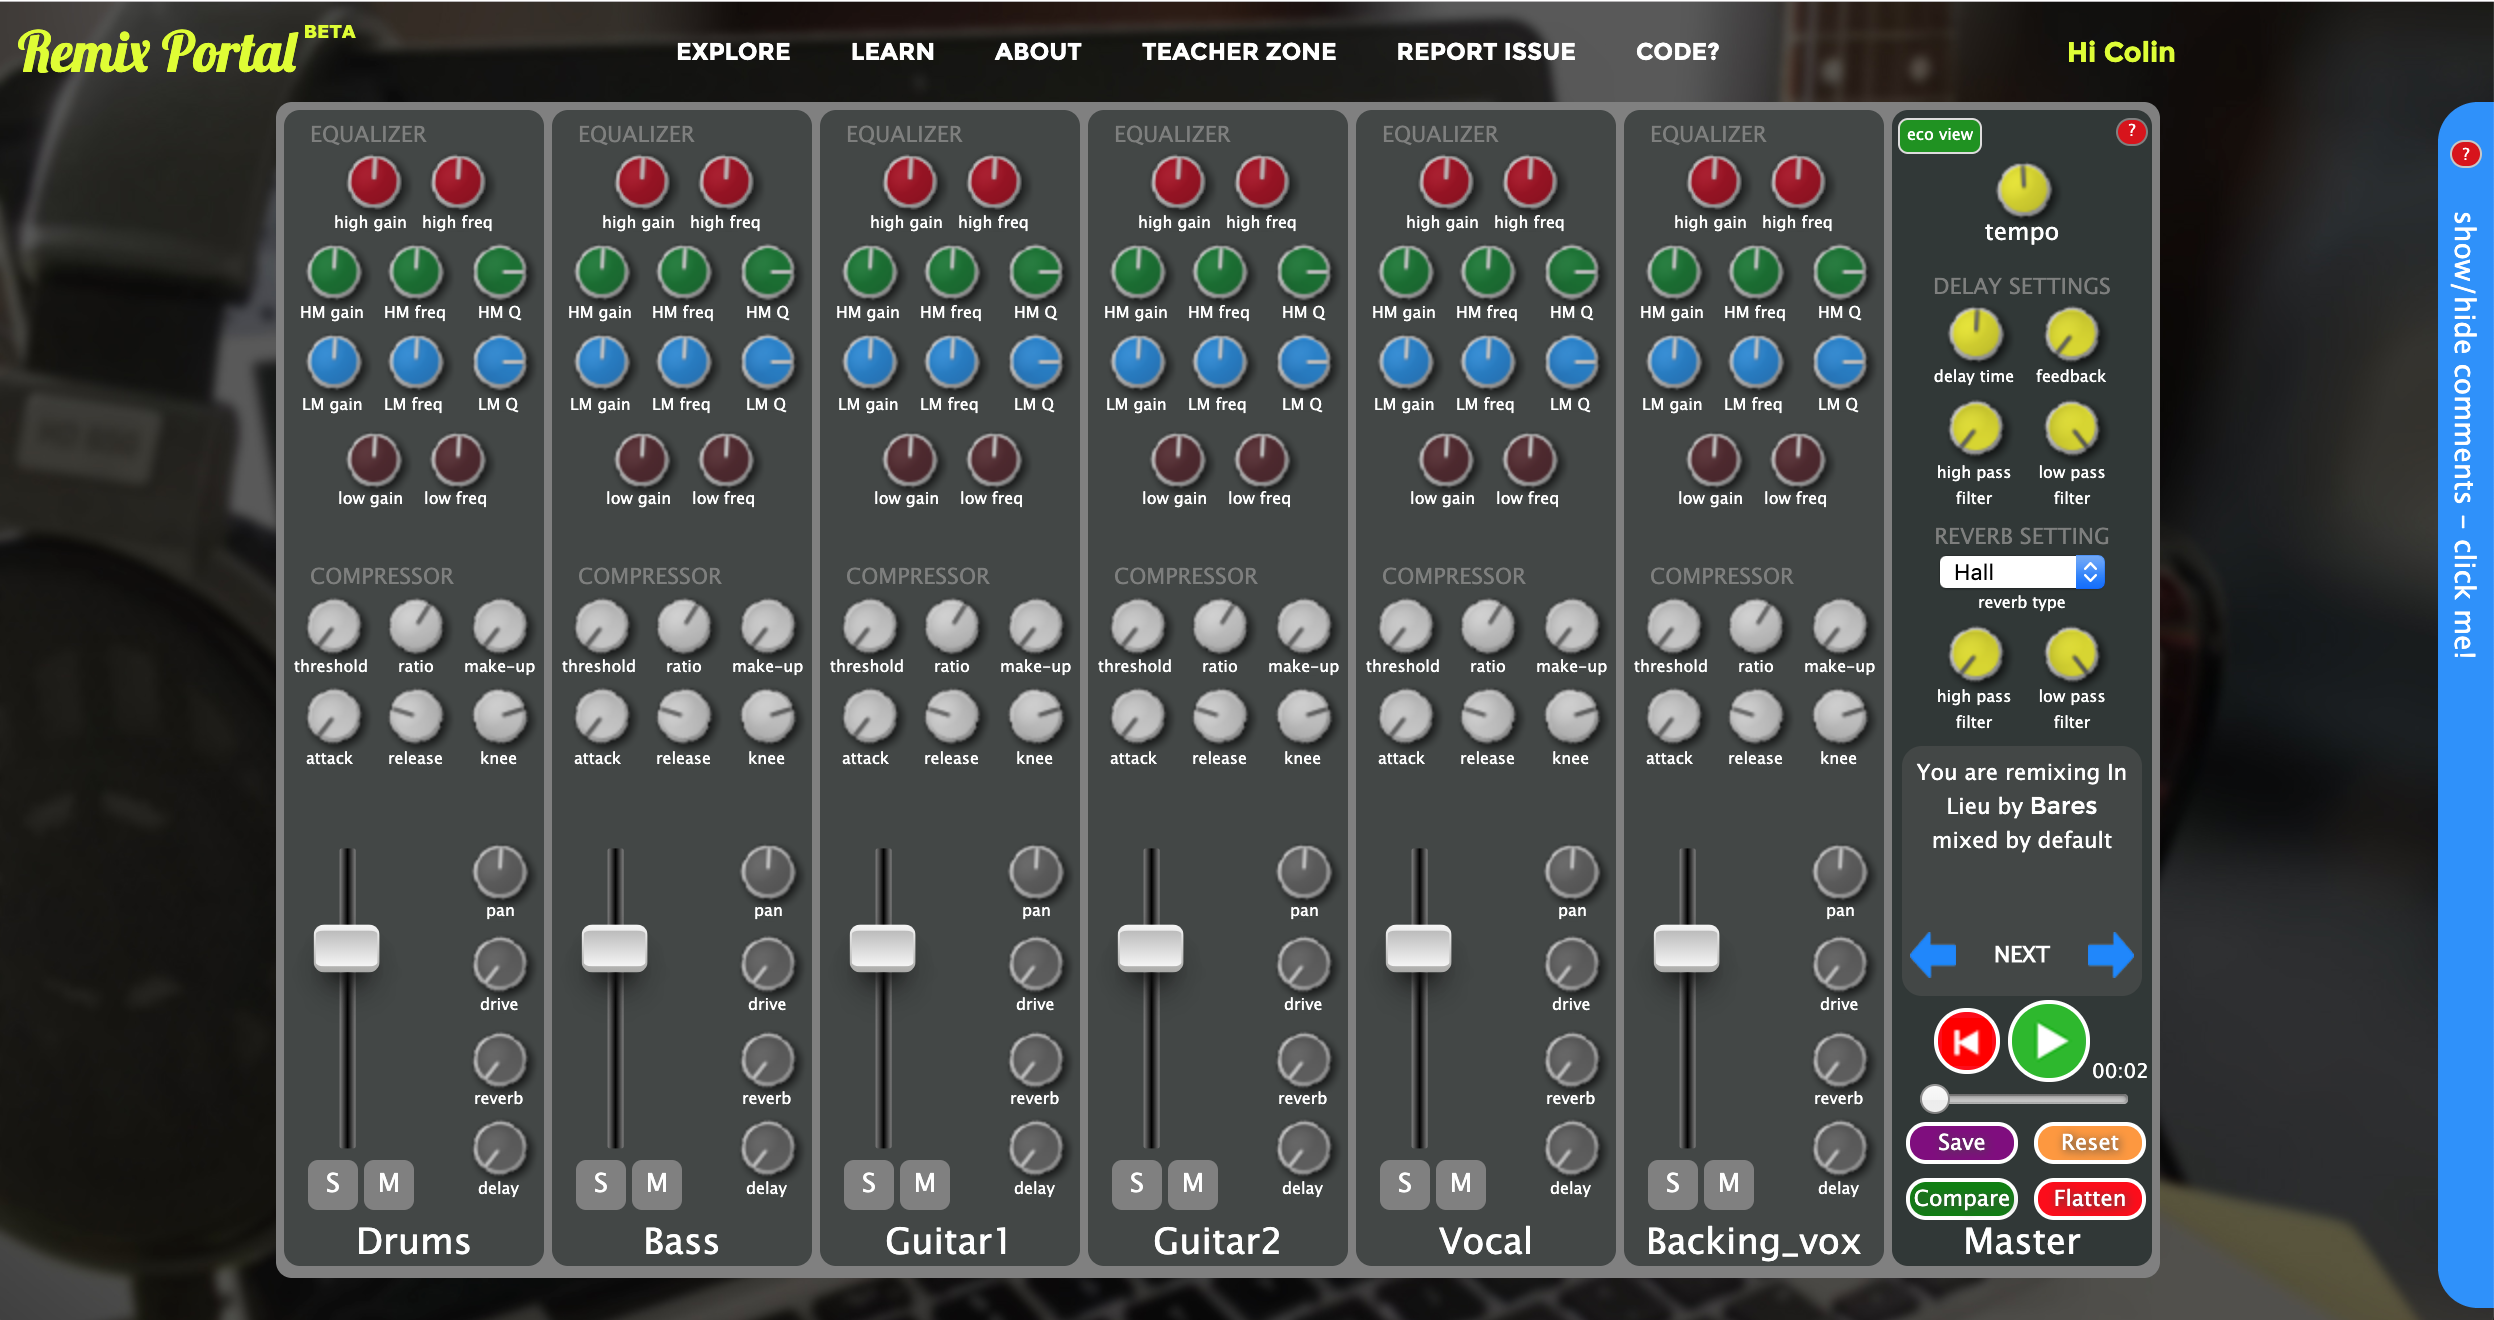 Remix Portal BETA
EXPLORE LEARN ABOUT TEACHER ZONE REPORT ISSUE CODE?
Hi Colin
EQUALIZER
high gain high freq
HM gain HM freq HM Q
LM gain LM freq LM Q
low gain low freq
COMPRESSOR
threshold ratio make-up
attack release knee
pan
drive
reverb
delay
S M
Drums
EQUALIZER
high gain high freq
HM gain HM freq HM Q
LM gain LM freq LM Q
low gain low freq
COMPRESSOR
threshold ratio make-up
attack release knee
pan
drive
reverb
delay
S M
Bass
EQUALIZER
high gain high freq
HM gain HM freq HM Q
LM gain LM freq LM Q
low gain low freq
COMPRESSOR
threshold ratio make-up
attack release knee
pan
drive
reverb
delay
S M
Guitar1
EQUALIZER
high gain high freq
HM gain HM freq HM Q
LM gain LM freq LM Q
low gain low freq
COMPRESSOR
threshold ratio make-up
attack release knee
pan
drive
reverb
delay
S M
Guitar2
EQUALIZER
high gain high freq
HM gain HM freq HM Q
LM gain LM freq LM Q
low gain low freq
COMPRESSOR
threshold ratio make-up
attack release knee
pan
drive
reverb
delay
S M
Vocal
EQUALIZER
high gain high freq
HM gain HM freq HM Q
LM gain LM freq LM Q
low gain low freq
COMPRESSOR
threshold ratio make-up
attack release knee
pan
drive
reverb
delay
S M
Backing_vox
eco view ?
tempo
DELAY SETTINGS
delay time feedback
high pass filter low pass filter
REVERB SETTING
Hall
reverb type
high pass filter low pass filter
You are remixing In
Lieu by Bares
mixed by default
NEXT
00:02
Save Reset
Compare Flatten
Master
?
show/hide comments - click me!